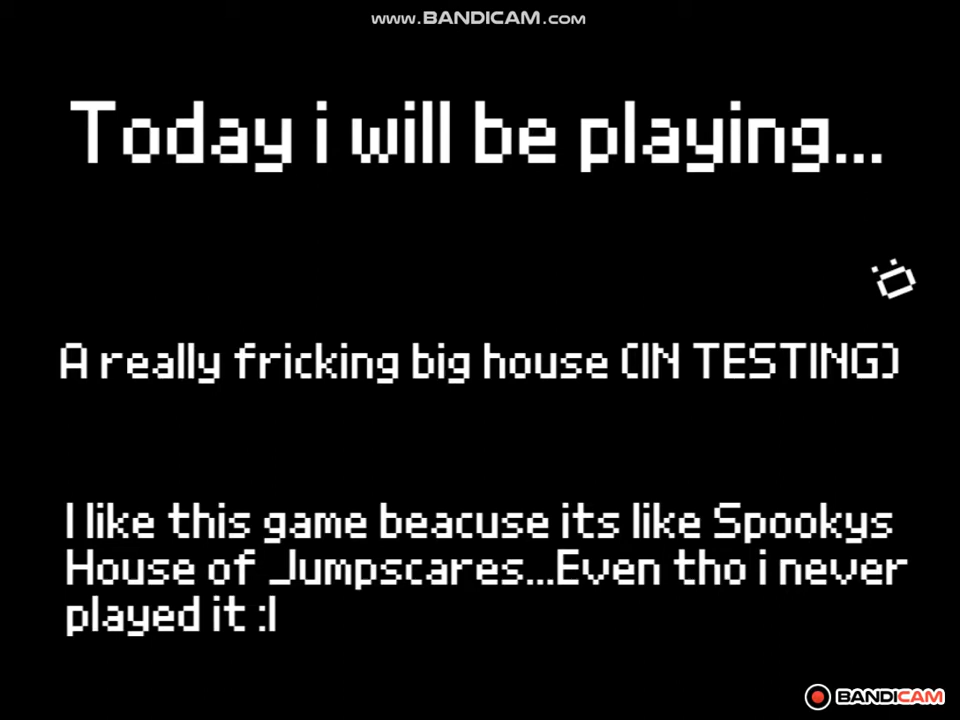 www.BANDICAM.com
Today i will be playing...
:O
A really fricking big house (IN TESTING)
I like this game beacuse its like Spookys
House of Jumpscares...Even tho i never
played it :l
BANDICAM